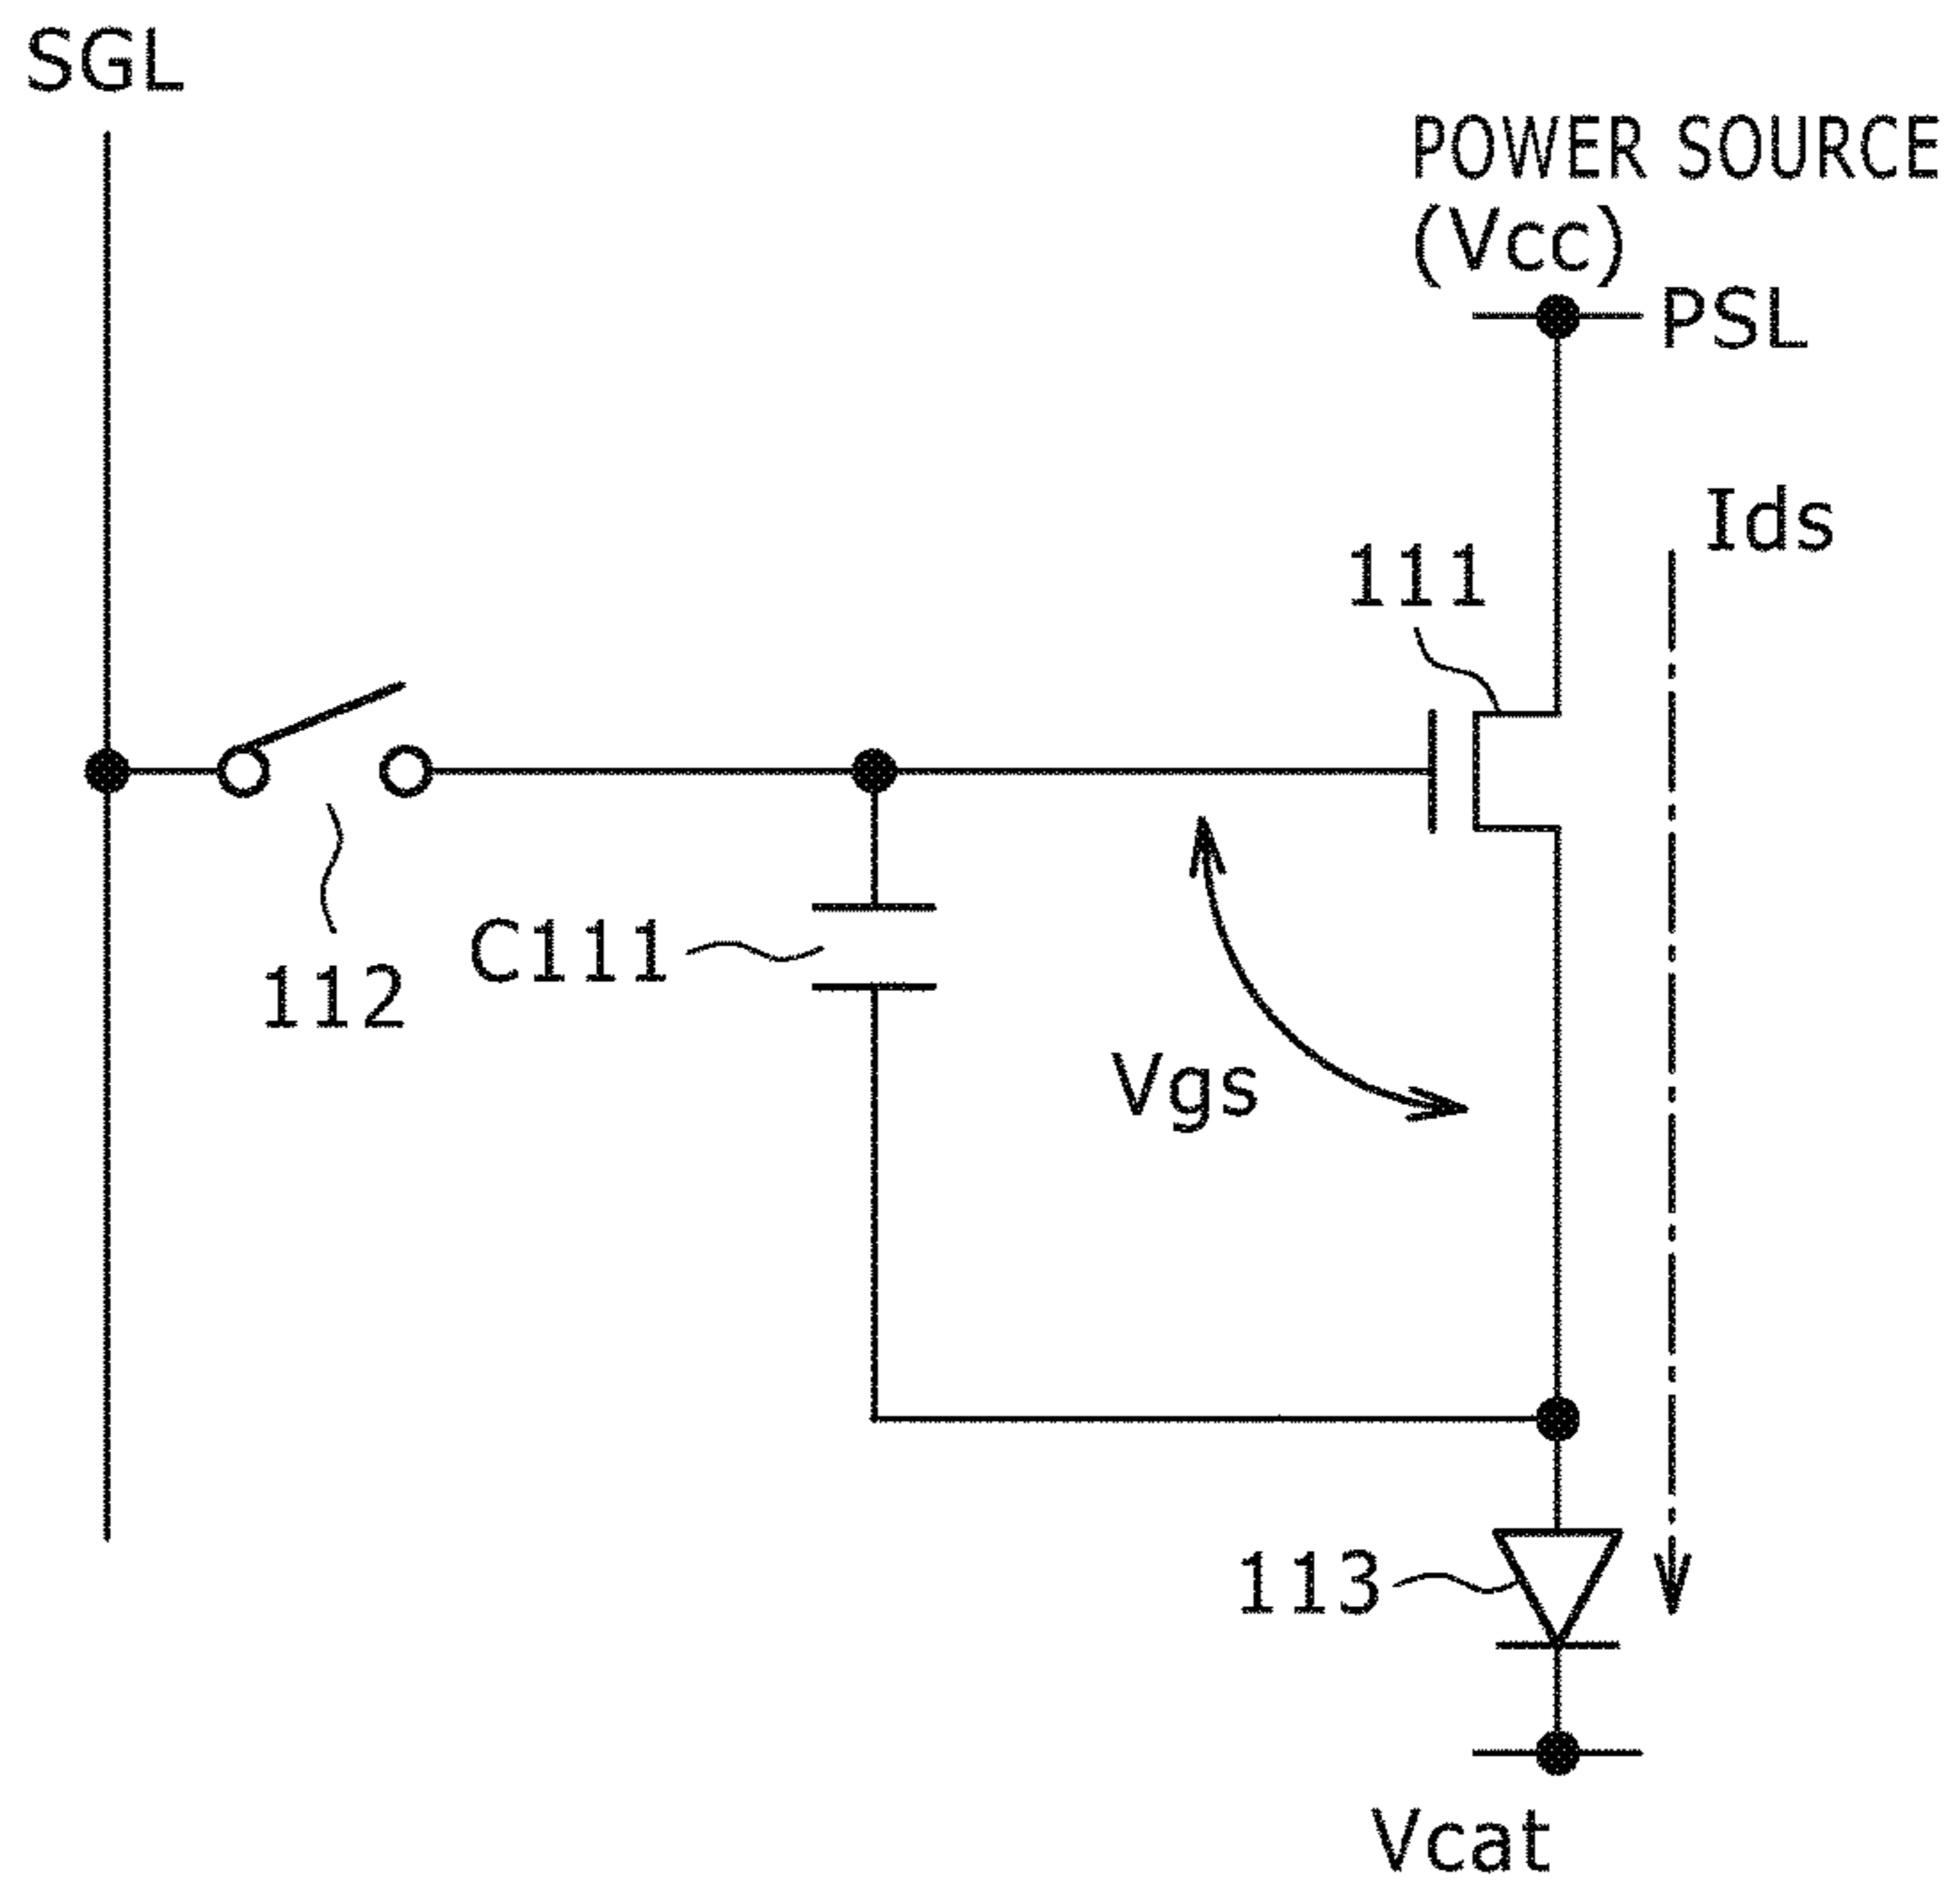 SGL
POWER SOURCE
(Vcc)
PSL
Ids
111
112
C111
Vgs
113
Vcat